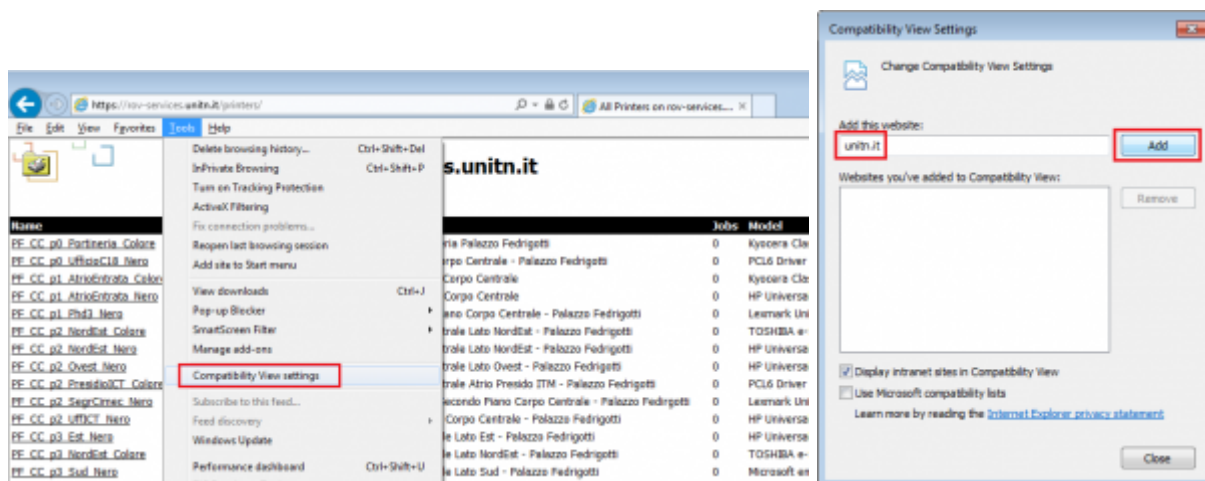 https://rov-services.unitn.it/printers/
All Printers on rov-services....
File Edit View Favorites Tools Help
s.unitn.it
Delete browsing history... Ctrl+Shift+Del
InPrivate Browsing Ctrl+Shift+P
Turn on Tracking Protection
ActiveX Filtering
Fix connection problems...
Reopen last browsing session
Add site to Start menu
View downloads Ctrl+J
Pop-up Blocker
SmartScreen Filter
Manage add-ons
Compatibility View settings
Subscribe to this feed...
Feed discovery
Windows Update
Performance dashboard Ctrl+Shift+U
Name Jobs Model
PF_CC_p0_Portineria_Colore ria Palazzo Fedrigotti 0 Kyocera Cla
PF_CC_p0_UfficioC18_Nero rpo Centrale - Palazzo Fedrigotti 0 PCL6 Driver
PF_CC_p1_AtrioEntrata_Color Corpo Centrale 0 Kyocera Cla
PF_CC_p1_AtrioEntrata_Nero Corpo Centrale 0 HP Universa
PF_CC_p1_Phd3_Nero ano Corpo Centrale - Palazzo Fedrigotti 0 Lexmark Uni
PF_CC_p2_NordEst_Colore trale Lato NordEst - Palazzo Fedrigotti 0 TOSHIBA e-
PF_CC_p2_NordEst_Nero trale Lato NordEst - Palazzo Fedrigotti 0 HP Universa
PF_CC_p2_Ovest_Nero trale Lato Ovest - Palazzo Fedrigotti 0 HP Universa
PF_CC_p2_PresidioICT_Colore trale Atrio Presido ITM - Palazzo Fedrigotti 0 PCL6 Driver
PF_CC_p2_SegrCimec_Nero econdo Piano Corpo Centrale - Palazzo Fedrigotti 0 Lexmark Uni
PF_CC_p2_UffICT_Nero Corpo Centrale - Palazzo Fedrigotti 0 HP Universa
PF_CC_p3_Est_Nero e Lato Est - Palazzo Fedrigotti 0 HP Universa
PF_CC_p3_NordEst_Colore e Lato NordEst - Palazzo Fedrigotti 0 TOSHIBA e-
PF_CC_p3_Sud_Nero e Lato Sud - Palazzo Fedrigotti 0 Microsoft en
Compatibility View Settings
Change Compatibility View Settings
Add this website:
unitn.it Add
Websites you've added to Compatibility View:
Remove
Display intranet sites in Compatibility View
Use Microsoft compatibility lists
Learn more by reading the Internet Explorer privacy statement
Close